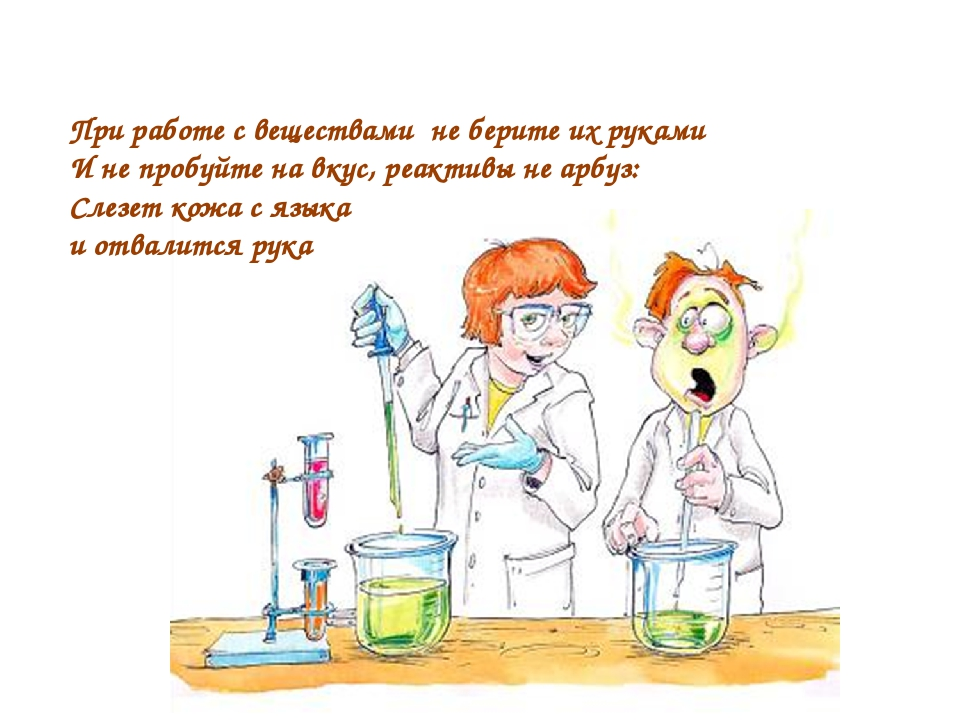 При работе с веществами не берите их руками
И не пробуйте на вкус, реактивы не арбуз:
Слезет кожа с языка
и отвалится рука